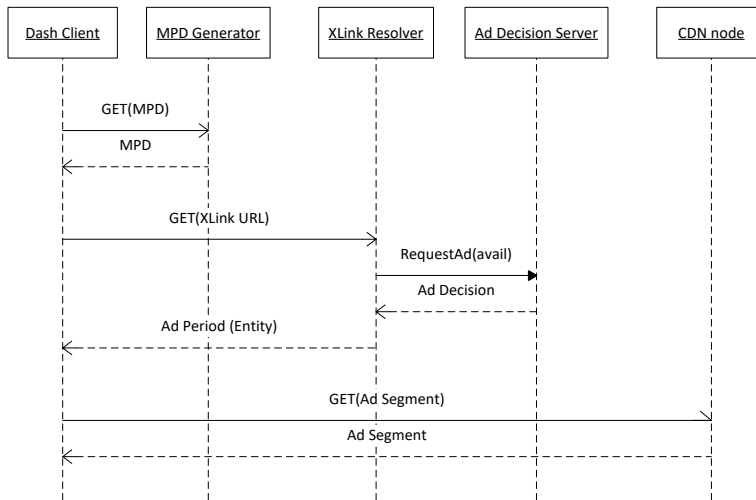 Dash Client
MPD Generator
XLink Resolver
Ad Decision Server
CDN node
GET(MPD)
MPD
GET(XLink URL)
RequestAd(avail)
Ad Decision
Ad Period (Entity)
GET(Ad Segment)
Ad Segment